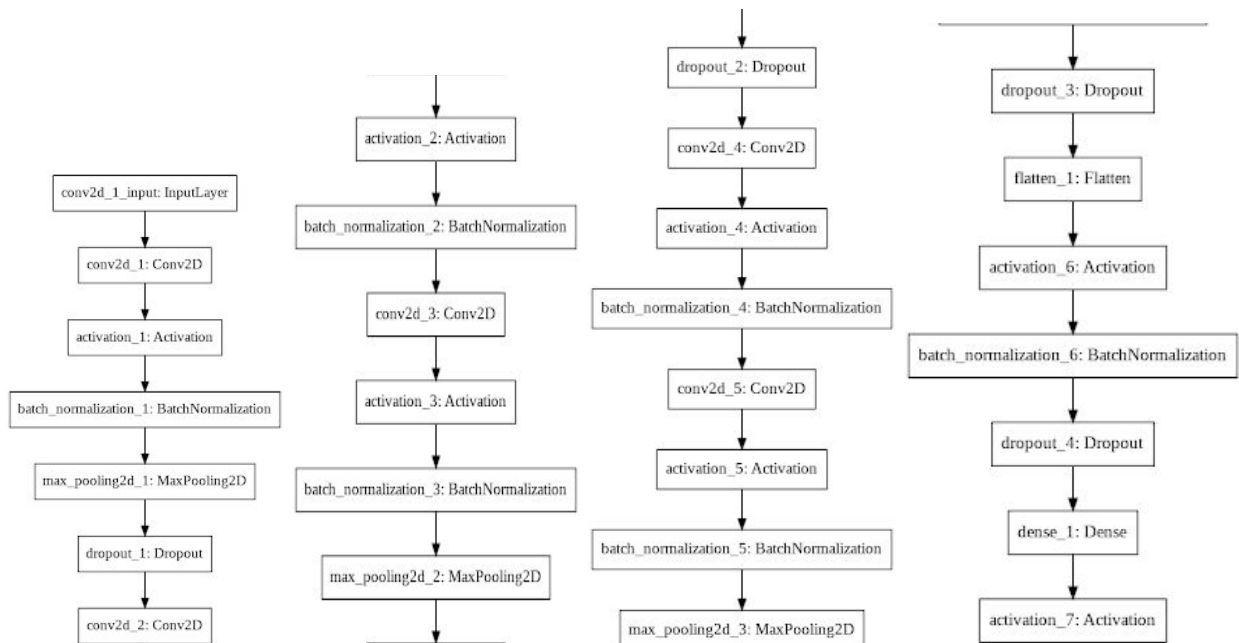 conv2d_1_input: InputLayer
conv2d_1: Conv2D
activation_1: Activation
batch_normalization_1: BatchNormalization
max_pooling2d_1: MaxPooling2D
dropout_1: Dropout
conv2d_2: Conv2D
activation_2: Activation
batch_normalization_2: BatchNormalization
conv2d_3: Conv2D
activation_3: Activation
batch_normalization_3: BatchNormalization
max_pooling2d_2: MaxPooling2D
dropout_2: Dropout
conv2d_4: Conv2D
activation_4: Activation
batch_normalization_4: BatchNormalization
conv2d_5: Conv2D
activation_5: Activation
batch_normalization_5: BatchNormalization
max_pooling2d_3: MaxPooling2D
dropout_3: Dropout
flatten_1: Flatten
activation_6: Activation
batch_normalization_6: BatchNormalization
dropout_4: Dropout
dense_1: Dense
activation_7: Activation